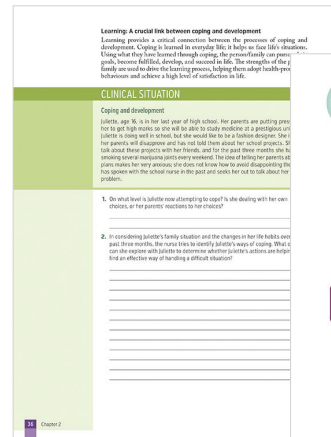 Learning: A crucial link between coping and development
Learning provides a critical connection between the processes of coping and
development. Coping is learned in everyday life; it helps us face life's situations.
Using what they have learned through coping, the person/family can pursue
goals, become fulfilled, develop, and succeed in life. The strengths of the p
family are used to drive the learning process, helping them adopt health-pro
behaviours and achieve a high level of satisfaction in life.
CLINICAL SITUATION
Coping and development
Juliette, age 16, is in her last year of high school. Her parents are putting pres
her to get high marks so she will be able to study medicine at a prestigious uni
Juliette is doing well in school, but she would like to be a fashion designer. She
her parents will disapprove and has not told them about her school projects. S
talk about these projects with her friends, and for the past three months she ha
smoking several marijuana joints every weekend. The idea of telling her parents ab
plans makes her very anxious; she does not know how to avoid disappointing the
has spoken with the school nurse in the past and seeks her out to talk about her
problem.
1. On what level is Juliette now attempting to cope? Is she dealing with her own
choices, or her parents' reactions to her choices?
2. In considering Juliette's family situation and the changes in her life habits over
past three months, the nurse tries to identify Juliette's ways of coping. What
can she explore with Juliette to determine whether Juliette's actions are helpin
find an effective way of handling a difficult situation?
36 Chapter 2